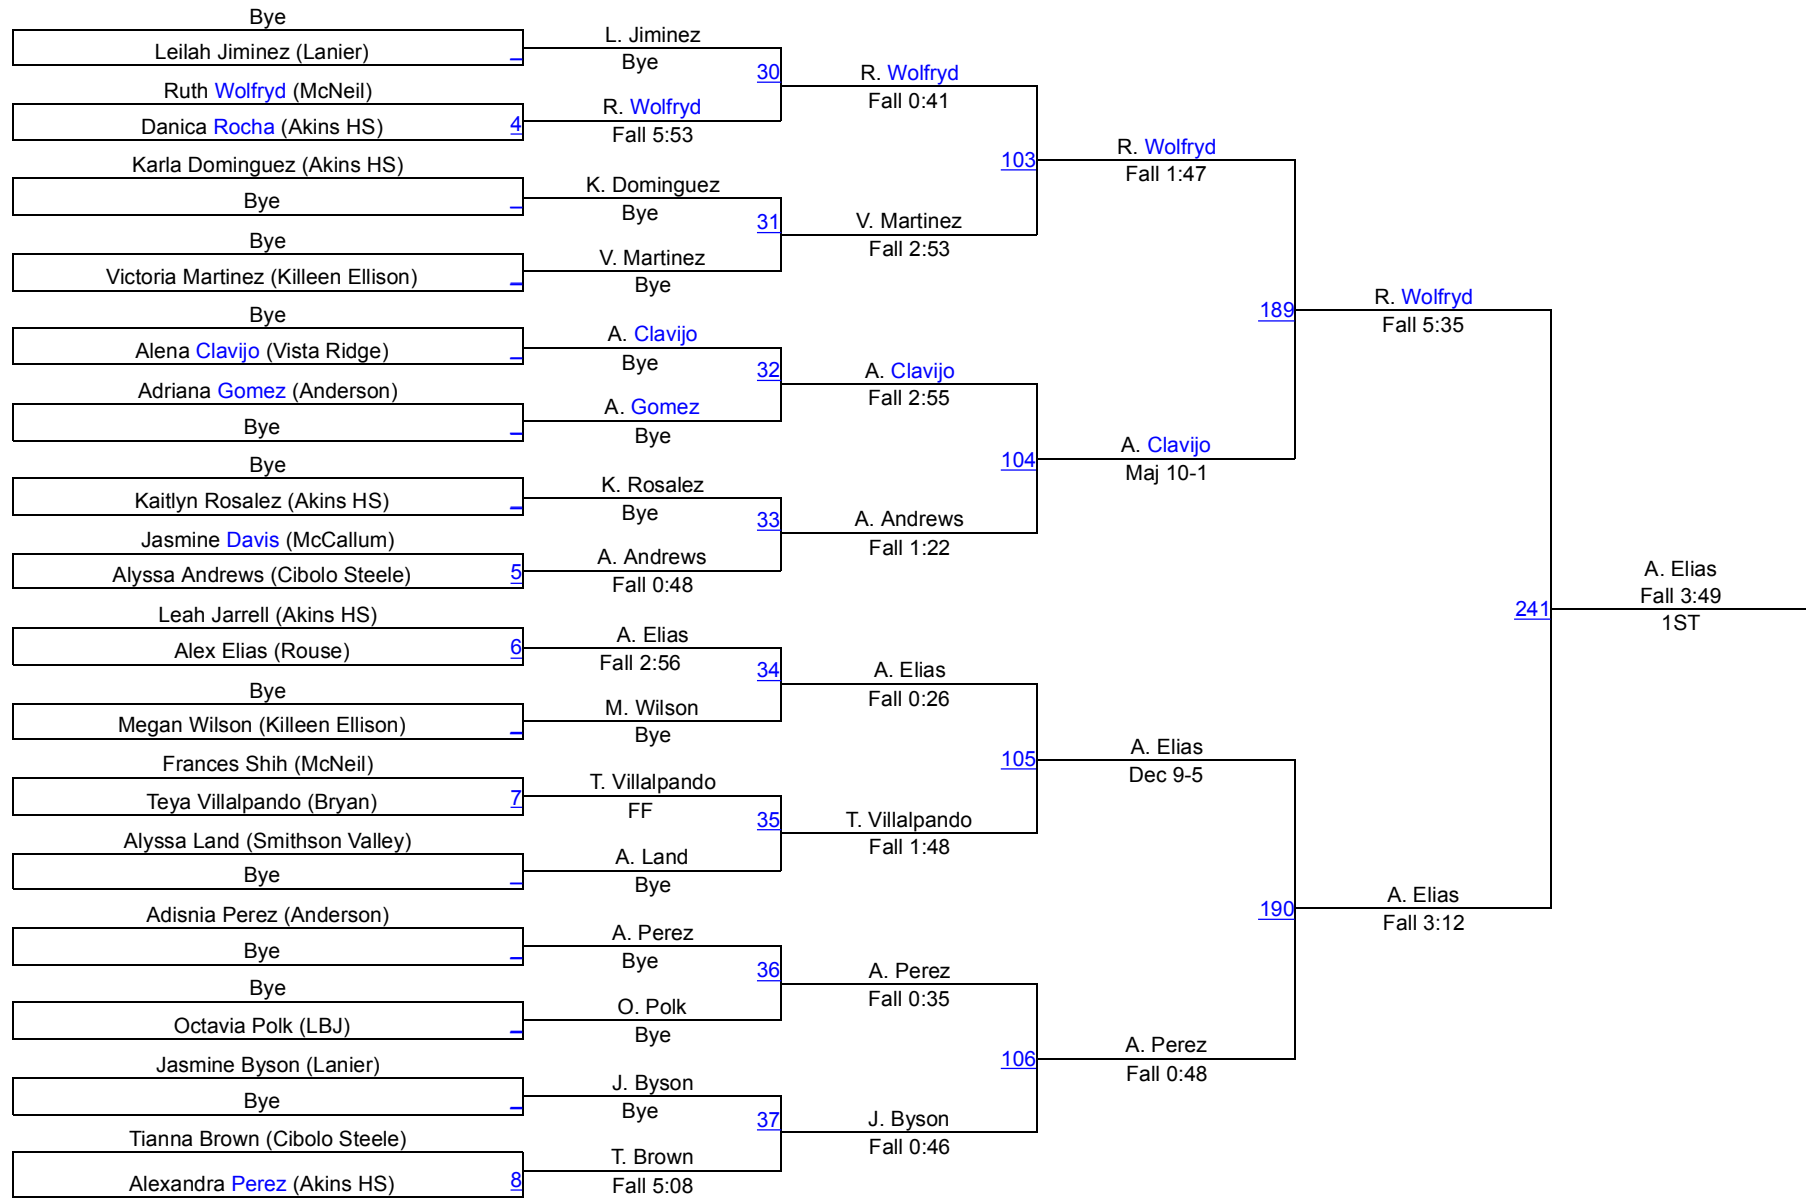 Bye
Leilah Jiminez (Lanier)
Ruth Wolfryd (McNeil)
Danica Rocha (Akins HS) 4
Karla Dominguez (Akins HS)
Bye
Bye
Victoria Martinez (Killeen Ellison)
Bye
Alena Clavijo (Vista Ridge)
Adriana Gomez (Anderson)
Bye
Bye
Kaitlyn Rosalez (Akins HS)
Jasmine Davis (McCallum)
Alyssa Andrews (Cibolo Steele) 5
Leah Jarrell (Akins HS)
Alex Elias (Rouse) 6
Bye
Megan Wilson (Killeen Ellison)
Frances Shih (McNeil)
Teya Villalpando (Bryan) 7
Alyssa Land (Smithson Valley)
Bye
Adisnia Perez (Anderson)
Bye
Bye
Octavia Polk (LBJ)
Jasmine Byson (Lanier)
Bye
Tianna Brown (Cibolo Steele)
Alexandra Perez (Akins HS) 8
L. Jiminez
Bye
30
R. Wolfryd
Fall 5:53
K. Dominguez
Bye
31
V. Martinez
Bye
A. Clavijo
Bye
32
A. Gomez
Bye
K. Rosalez
Bye
33
A. Andrews
Fall 0:48
A. Elias
Fall 2:56
34
M. Wilson
Bye
T. Villalpando
FF
35
A. Land
Bye
A. Perez
Bye
36
O. Polk
Bye
J. Byson
Bye
37
T. Brown
Fall 5:08
R. Wolfryd
Fall 0:41
103
V. Martinez
Fall 2:53
A. Clavijo
Fall 2:55
104
A. Andrews
Fall 1:22
A. Elias
Fall 0:26
105
T. Villalpando
Fall 1:48
A. Perez
Fall 0:35
106
J. Byson
Fall 0:46
R. Wolfryd
Fall 1:47
189
A. Clavijo
Maj 10-1
A. Elias
Dec 9-5
190
A. Perez
Fall 0:48
R. Wolfryd
Fall 5:35
241
A. Elias
Fall 3:12
A. Elias
Fall 3:49
1ST